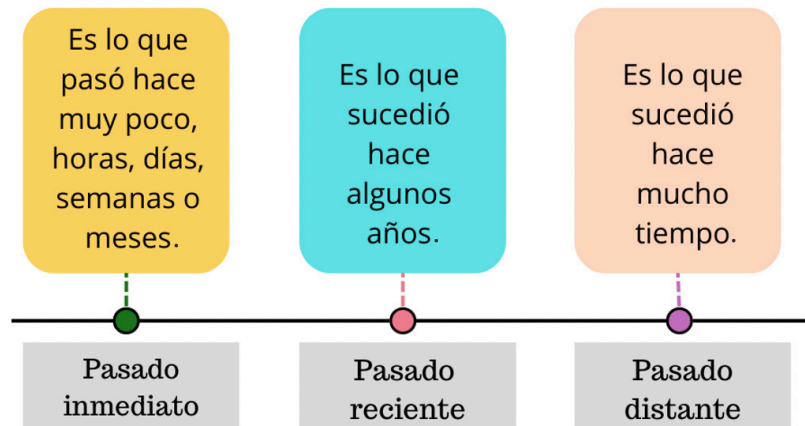 Es lo que
pasó hace
muy poco,
horas, días,
semanas o
meses.
Es lo que
sucedió
hace
algunos
años.
Es lo que
sucedió
hace
mucho
tiempo.
Pasado
inmediato
Pasado
reciente
Pasado
distante